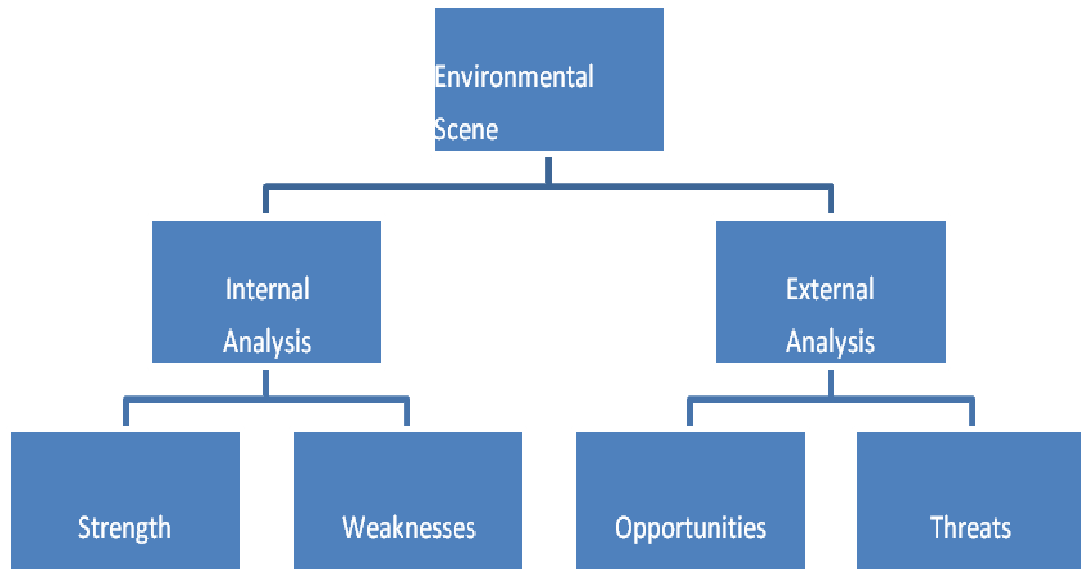 Environmental
Scene
Internal
Analysis
External
Analysis
Strength
Weaknesses
Opportunities
Threats